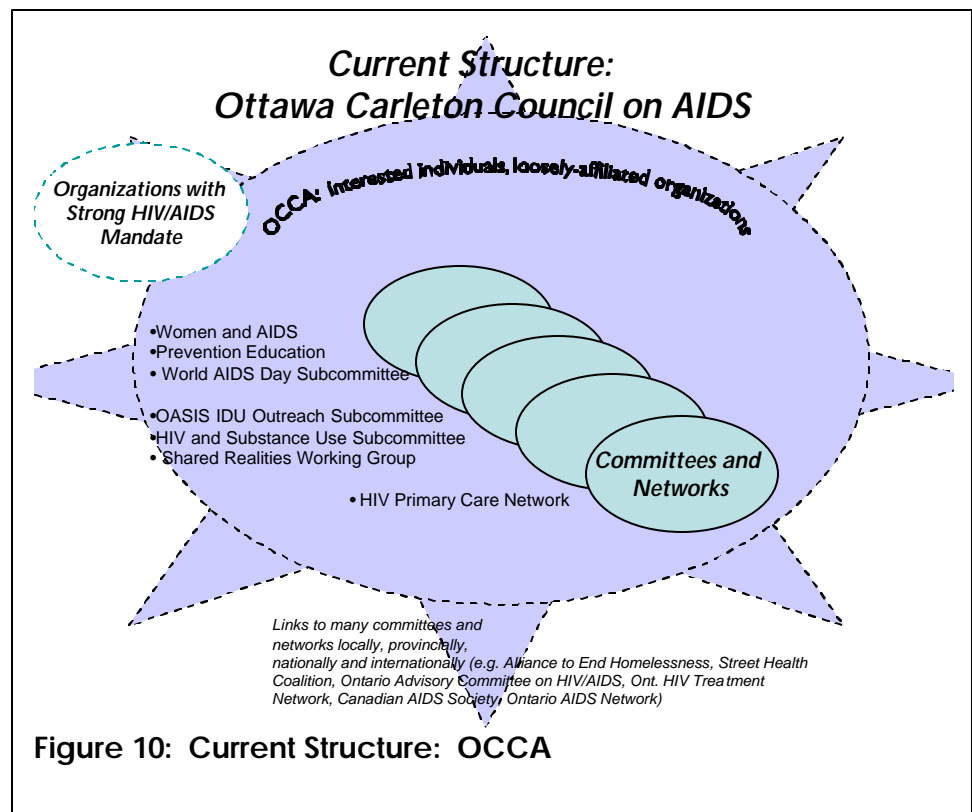 Current Structure:
Ottawa Carleton Council on AIDS
OCCA: interested individuals, loosely-affiliated organizations
Organizations with
Strong HIV/AIDS
Mandate
•Women and AIDS
•Prevention Education
• World AIDS Day Subcommittee
•OASIS IDU Outreach Subcommittee
•HIV and Substance Use Subcommittee
• Shared Realities Working Group
• HIV Primary Care Network
Committees and
Networks
Links to many committees and
networks locally, provincially,
nationally and internationally (e.g. Alliance to End Homelessness, Street Health
Coalition, Ontario Advisory Committee on HIV/AIDS, Ont. HIV Treatment
Network, Canadian AIDS Society, Ontario AIDS Network)
Figure 10: Current Structure: OCCA